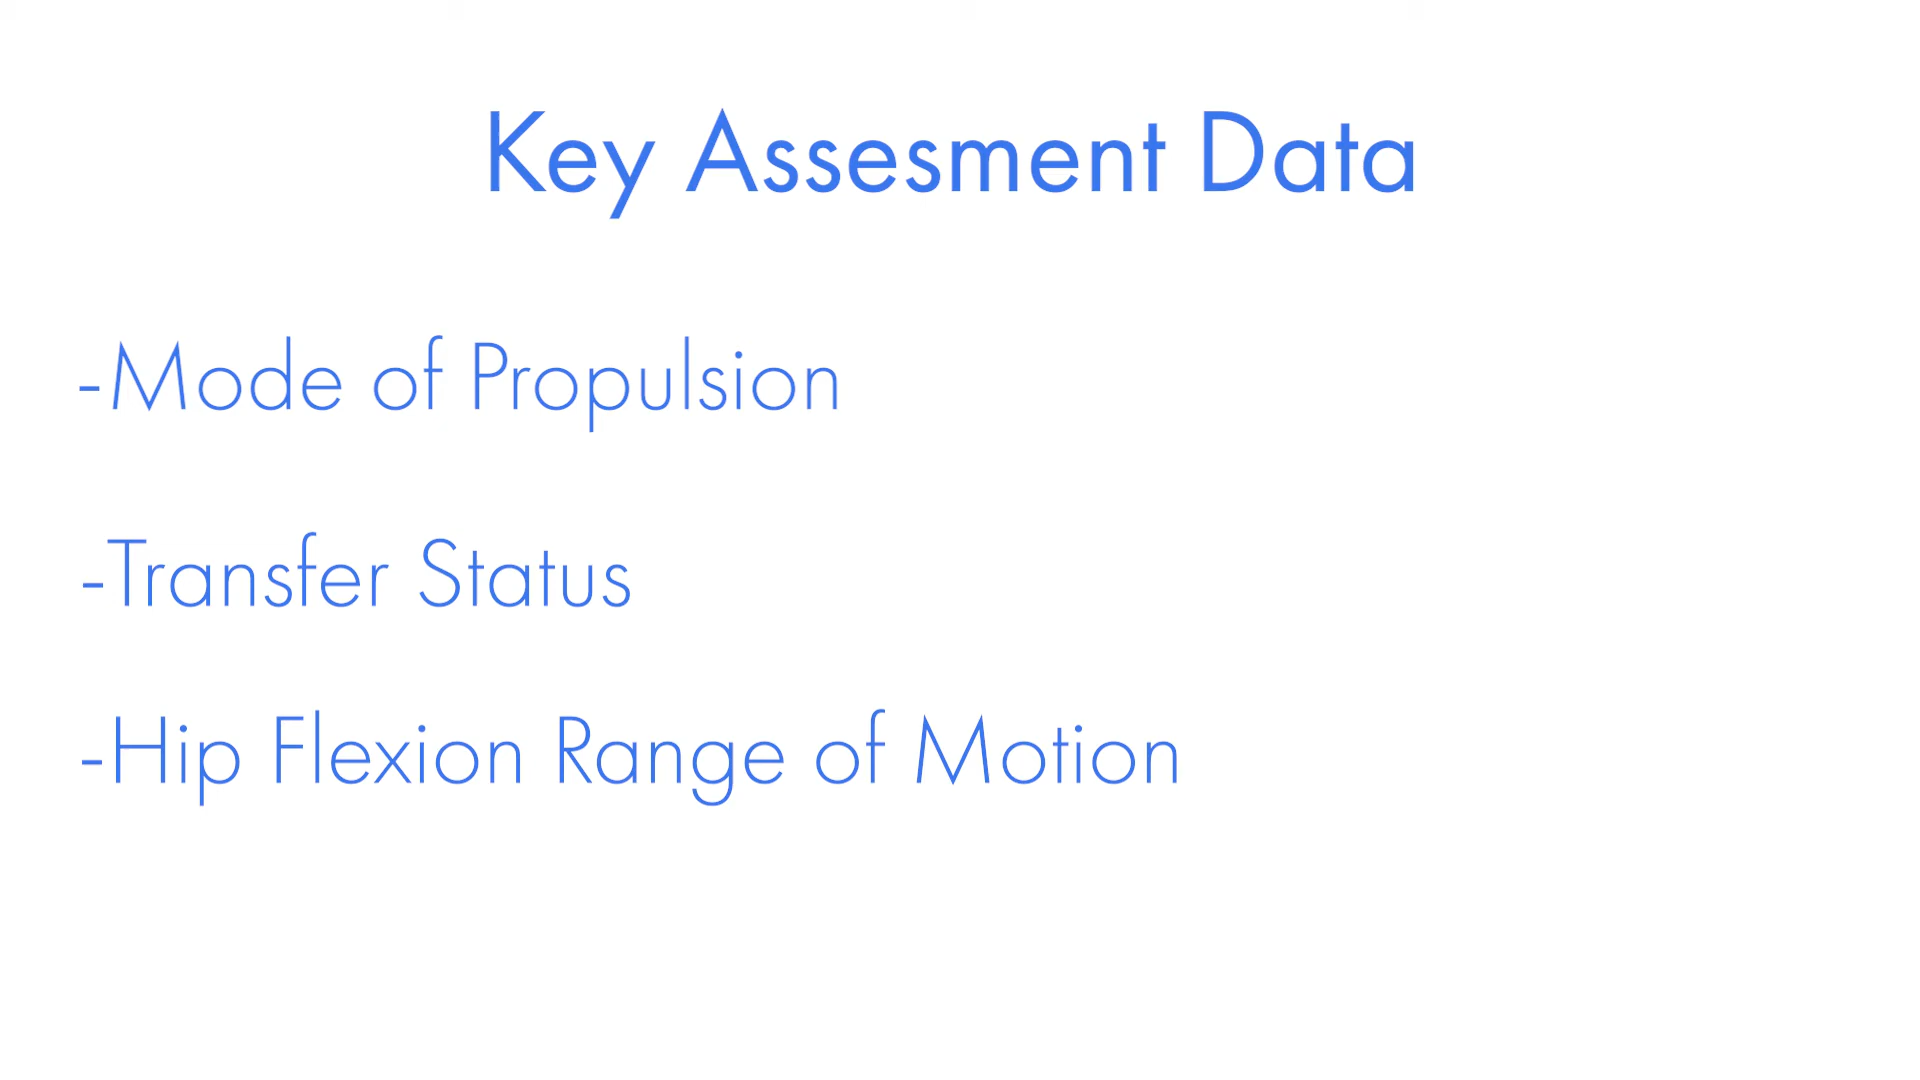 Key Assesment Data
-Mode of Propulsion
-Transfer Status
-Hip Flexion Range of Motion